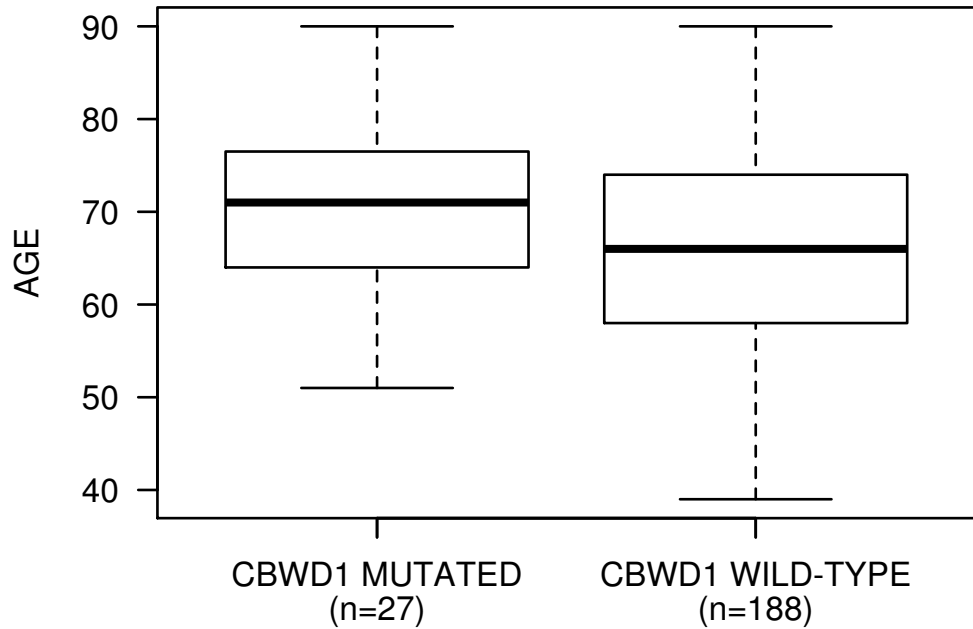 90
80
70
60
50
40
AGE
CBWD1 MUTATED
(n=27)
CBWD1 WILD-TYPE
(n=188)